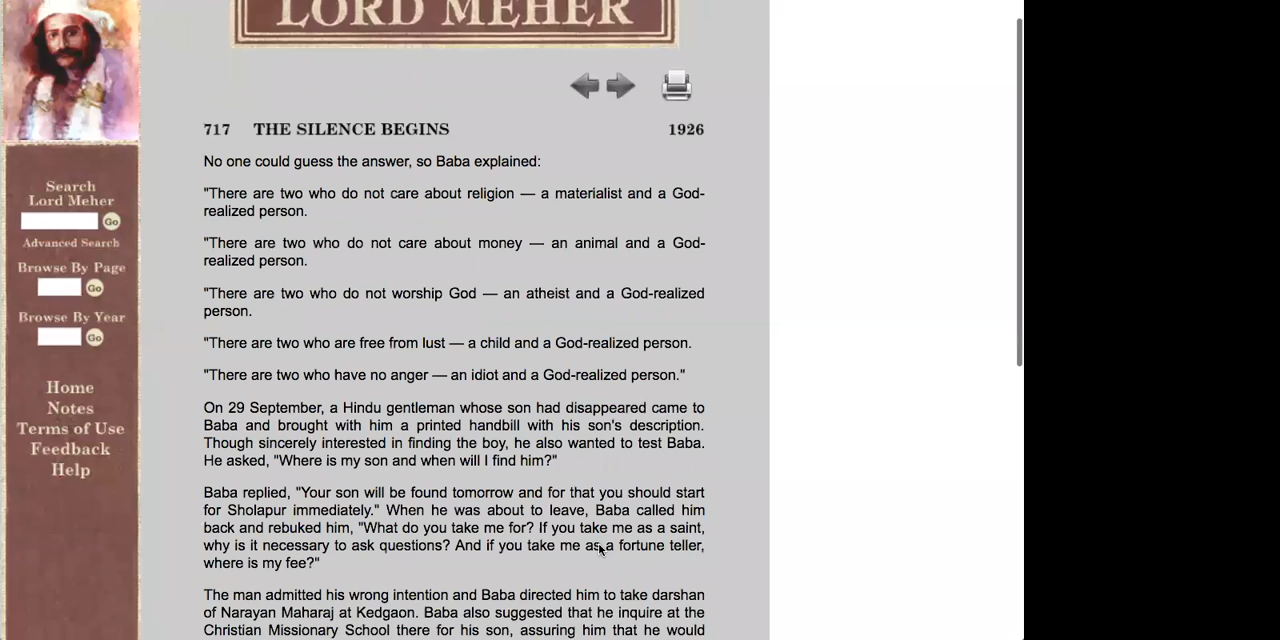 LORD MEHER
717 THE SILENCE BEGINS 1926
No one could guess the answer, so Baba explained:
"There are two who do not care about religion — a materialist and a God-
realized person.
"There are two who do not care about money — an animal and a God-
realized person.
"There are two who do not worship God — an atheist and a God-realized
person.
"There are two who are free from lust — a child and a God-realized person.
"There are two who have no anger — an idiot and a God-realized person."
On 29 September, a Hindu gentleman whose son had disappeared came to
Baba and brought with him a printed handbill with his son's description.
Though sincerely interested in finding the boy, he also wanted to test Baba.
He asked, "Where is my son and when will I find him?"
Baba replied, "Your son will be found tomorrow and for that you should start
for Sholapur immediately." When he was about to leave, Baba called him
back and rebuked him, "What do you take me for? If you take me as a saint,
why is it necessary to ask questions? And if you take me as a fortune teller,
where is my fee?"
The man admitted his wrong intention and Baba directed him to take darshan
of Narayan Maharaj at Kedgaon. Baba also suggested that he inquire at the
Christian Missionary School there for his son, assuring him that he would
Search
Lord Meher
Go
Advanced Search
Browse By Page
Go
Browse By Year
Go
Home
Notes
Terms of Use
Feedback
Help